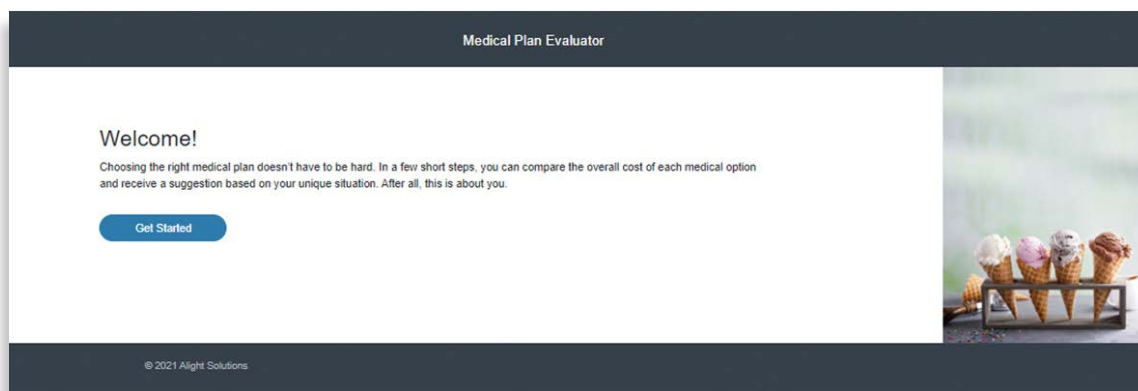 Medical Plan Evaluator
Welcome!
Choosing the right medical plan doesn't have to be hard. In a few short steps, you can compare the overall cost of each medical option
and receive a suggestion based on your unique situation. After all, this is about you.
Get Started
© 2021 Alight Solutions